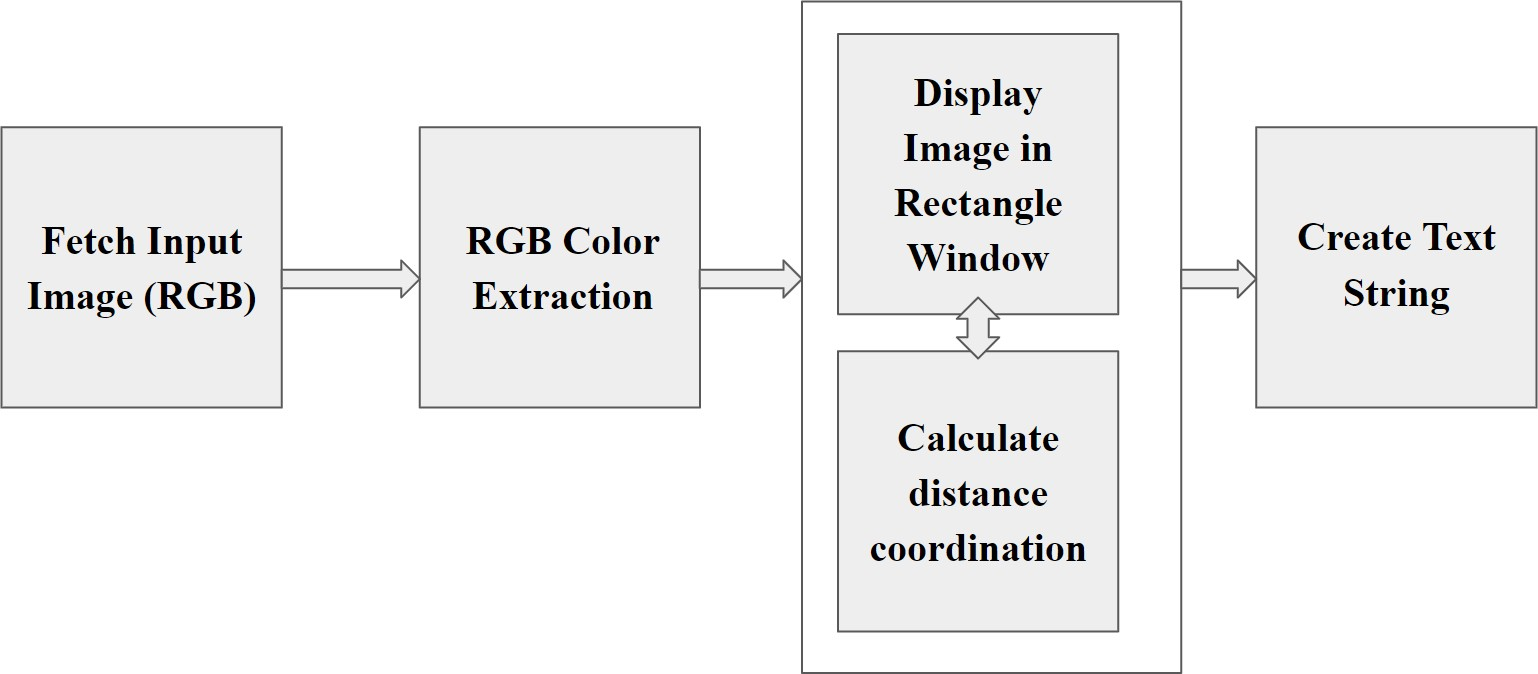 Fetch Input
Image (RGB)
RGB Color
Extraction
Display
Image in
Rectangle
Window
Calculate
distance
coordination
Create Text
String